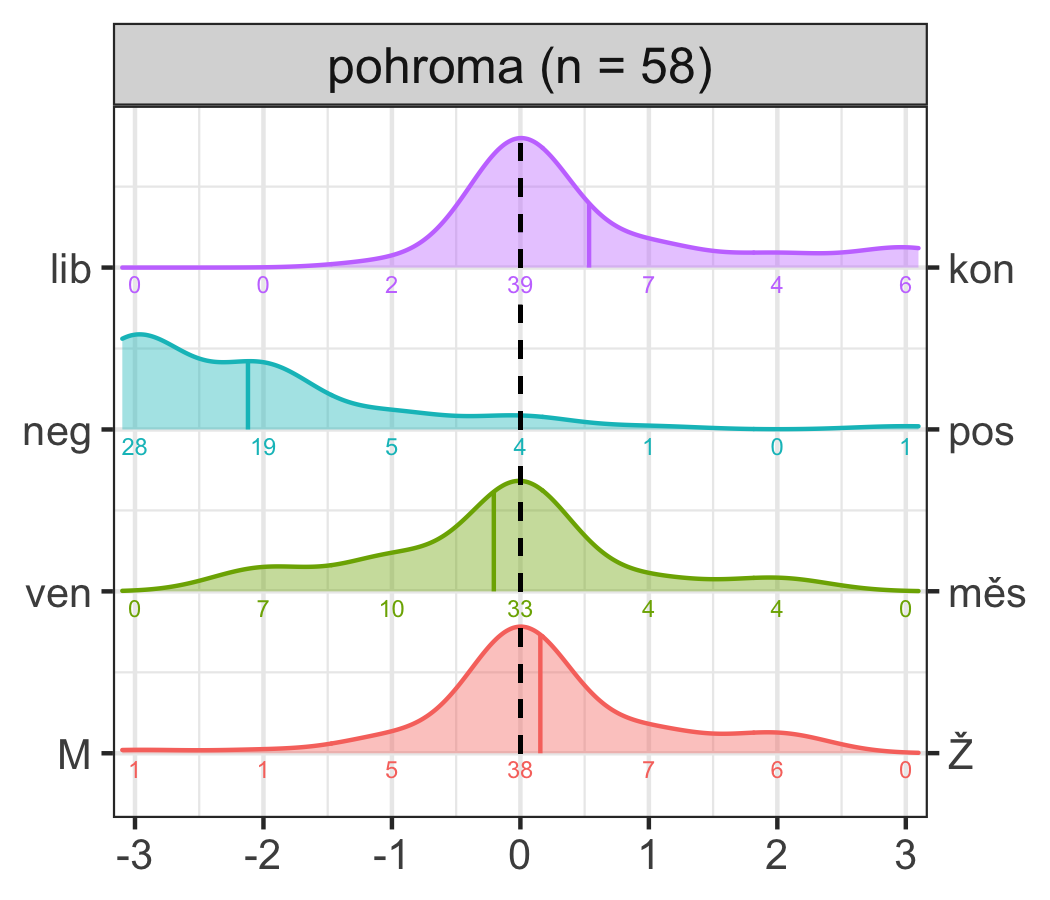 pohroma (n = 58)
lib kon
0 0 2 39 7 4 6
neg pos
28 19 5 4 1 0 1
ven měs
0 7 10 33 4 4 0
M Ž
1 1 5 38 7 6 0
-3 -2 -1 0 1 2 3